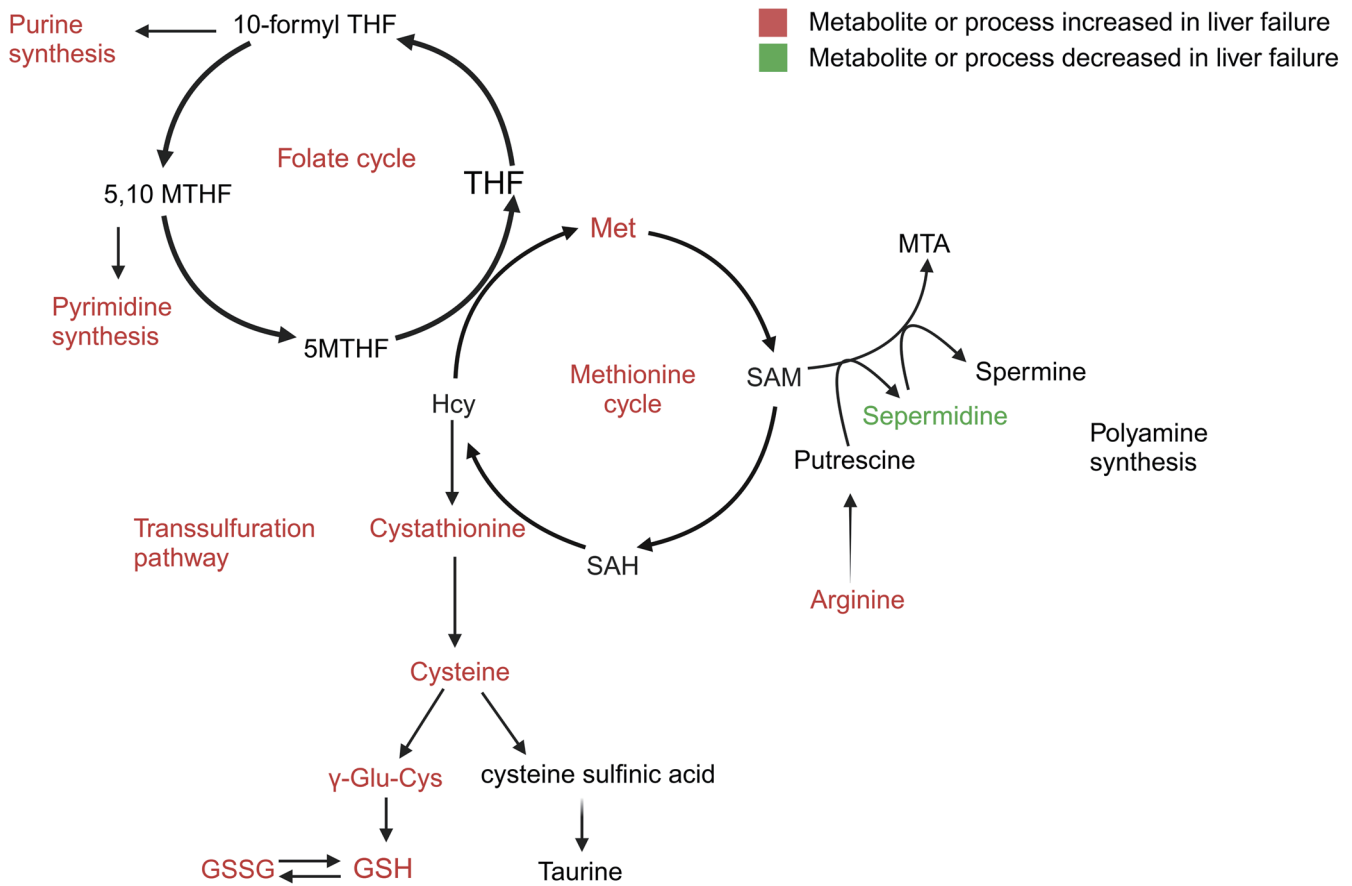 Purine
synthesis
10-formyl THF
Metabolite or process increased in liver failure
Metabolite or process decreased in liver failure
Folate cycle
THF
5,10 MTHF
Met
MTA
Pyrimidine
synthesis
5MTHF
Methionine
cycle
SAM
Spermine
Hcy
Sepermidine
Polyamine
synthesis
Putrescine
Transsulfuration
pathway
Cystathionine
SAH
Arginine
Cysteine
γ-Glu-Cys
cysteine sulfinic acid
GSSG
GSH
Taurine